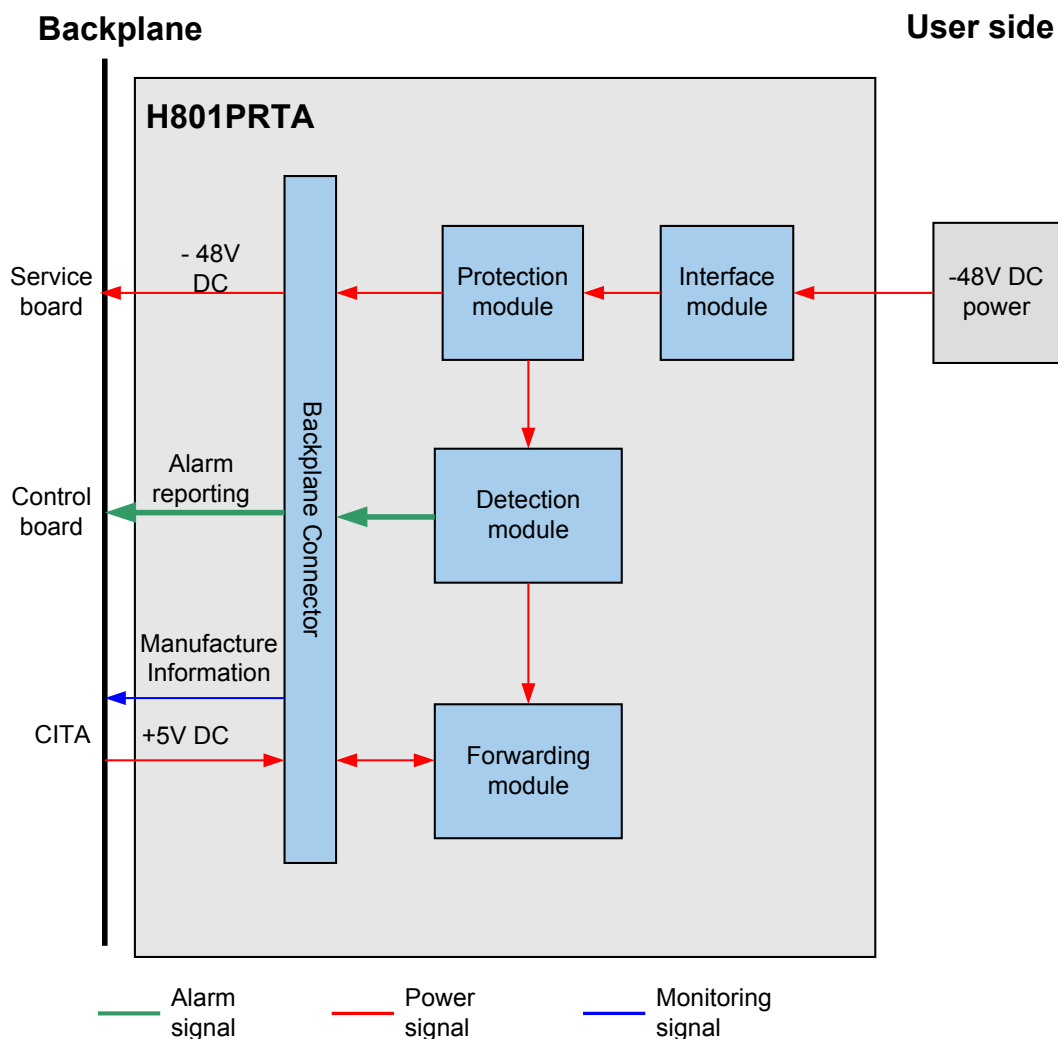 Backplane
User side
H801PRTA
Service
board
- 48V
DC
Protection
module
Interface
module
-48V DC
power
Backplane Connector
Control
board
Alarm
reporting
Detection
module
Manufacture
Information
CITA
+5V DC
Forwarding
module
Alarm
signal
Power
signal
Monitoring
signal